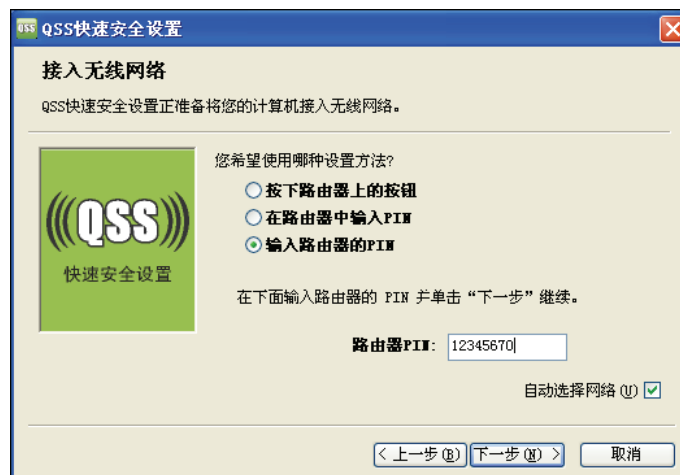 QSS QSS快速安全设置
接入无线网络
QSS快速安全设置正准备将您的计算机接入无线网络。
您希望使用哪种设置方法?
按下路由器上的按钮
在路由器中输入PIN
输入路由器的PIN
QSS
快速安全设置
在下面输入路由器的 PIN 并单击“下一步”继续。
路由器PIN: 12345670
自动选择网络(U)
< 上一步(B) 下一步(N) > 取消